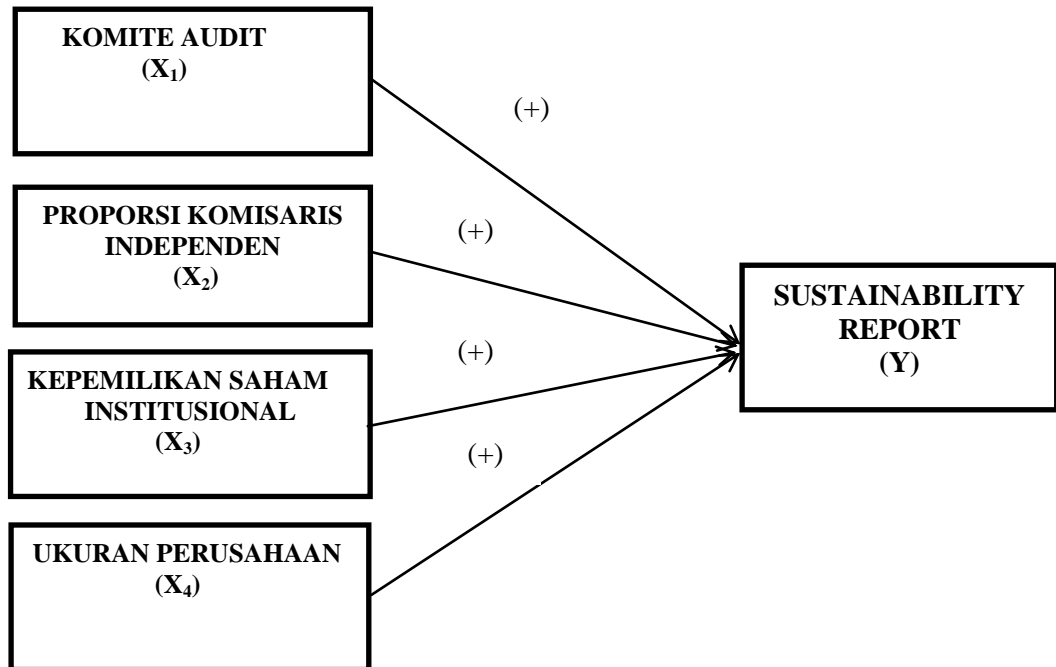 KOMITE AUDIT
(X₁)
(+)
PROPORSI KOMISARIS
INDEPENDEN
(X₂)
(+)
KEPEMILIKAN SAHAM
INSTITUSIONAL
(X₃)
(+)
UKURAN PERUSAHAAN
(X₄)
(+)
SUSTAINABILITY
REPORT
(Y)